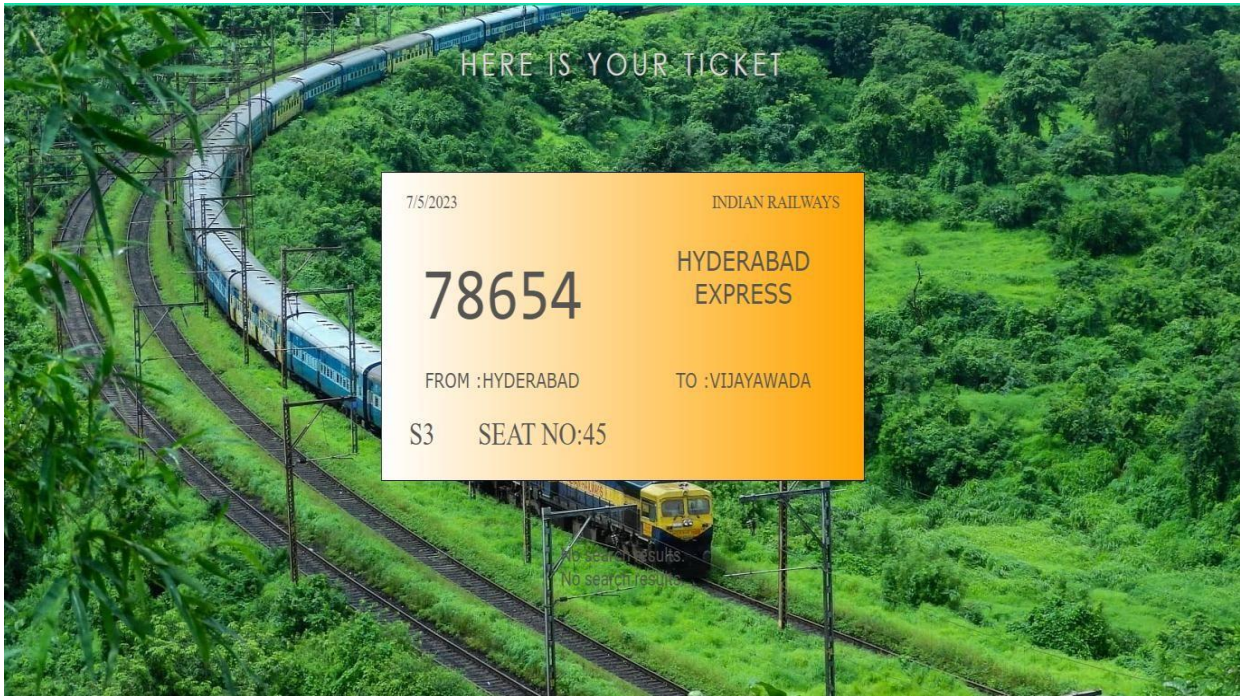 HERE IS YOUR TICKET
7/5/2023 INDIAN RAILWAYS
78654
HYDERABAD
EXPRESS
FROM :HYDERABAD TO :VIJAYAWADA
S3 SEAT NO:45
No search results.
No search results.